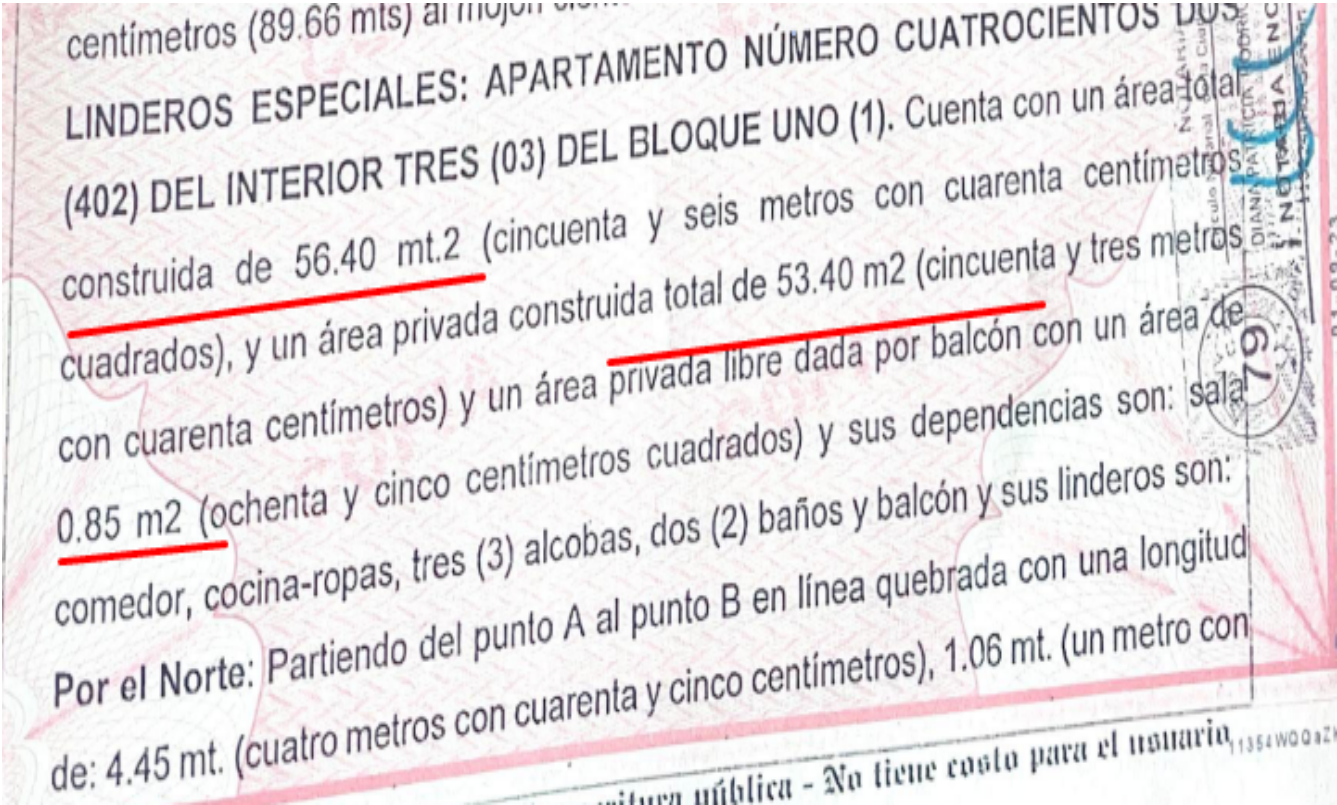 centímetros (89.66 mts) al mojón
LINDEROS ESPECIALES: APARTAMENTO NÚMERO CUATROCIENTOS DOS
(402) DEL INTERIOR TRES (03) DEL BLOQUE UNO (1). Cuenta con un área total
construida de 56.40 mt.2 (cincuenta y seis metros con cuarenta centímetros
cuadrados), y un área privada construida total de 53.40 m2 (cincuenta y tres metros
con cuarenta centímetros) y un área privada libre dada por balcón con un área de
0.85 m2 (ochenta y cinco centímetros cuadrados) y sus dependencias son: sala
comedor, cocina-ropas, tres (3) alcobas, dos (2) baños y balcón y sus linderos son:
Por el Norte: Partiendo del punto A al punto B en línea quebrada con una longitud
de: 4.45 mt. (cuatro metros con cuarenta y cinco centímetros), 1.06 mt. (un metro con
pública - No tiene costo para el usuario
79